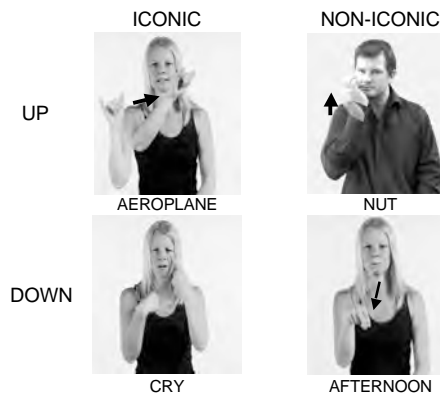 ICONIC NON-ICONIC
UP
AEROPLANE NUT
DOWN
CRY AFTERNOON